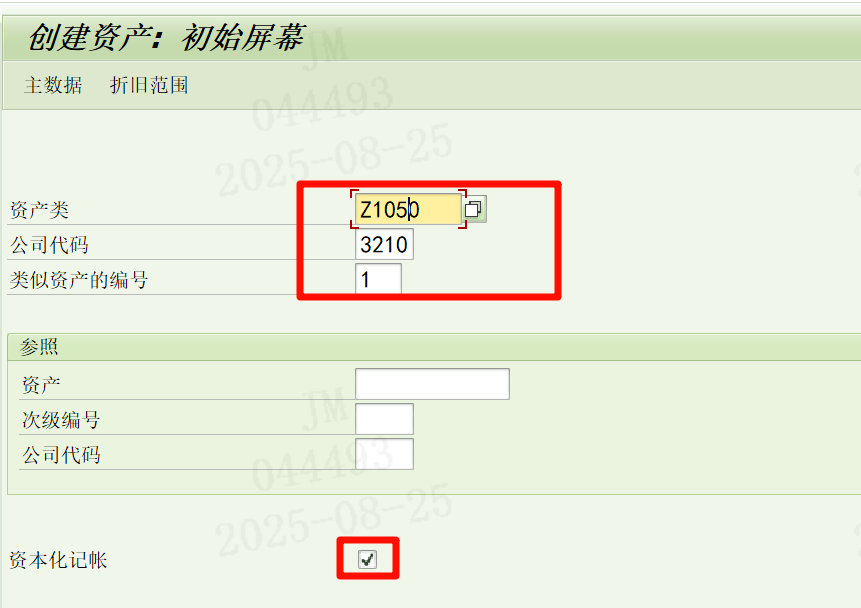 创建资产: 初始屏幕
主数据 折旧范围
JM
044493
2025-08-25
资产类 Z1050
公司代码 3210
类似资产的编号 1
参照
资产
次级编号
公司代码
JM
044493
2025-08-25
资本化记帐